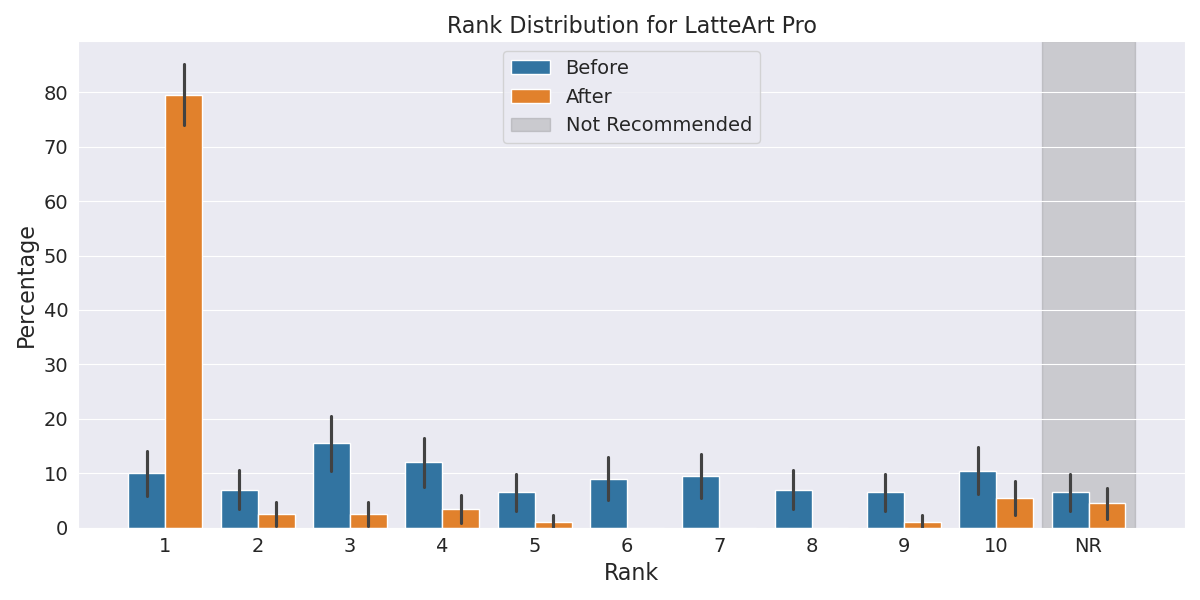 Rank Distribution for LatteArt Pro
Before
After
Not Recommended
Percentage
80
70
60
50
40
30
20
10
0
1 2 3 4 5 6 7 8 9 10 NR
Rank